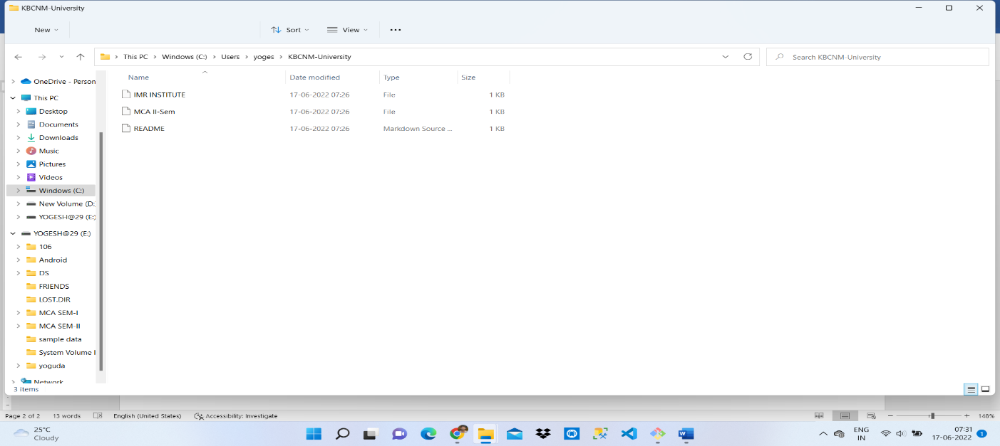 KBCNM-University
New Sort View
This PC Windows (C:) Users yoges KBCNM-University Search KBCNM-University
Name Date modified Type Size
IMR INSTITUTE 17-06-2022 07:26 File 1 KB
MCA II-Sem 17-06-2022 07:26 File 1 KB
README 17-06-2022 07:26 Markdown Source ... 1 KB
OneDrive - Person
This PC
Desktop
Documents
Downloads
Music
Pictures
Videos
Windows (C:)
New Volume (D:
YOGESH@29 (E:)
YOGESH@29 (E:)
106
Android
DS
FRIENDS
LOST.DIR
MCA SEM-I
MCA SEM-II
sample data
System Volume
yoguda
Network
3 items
Page 2 of 2 13 words English (United States) Accessibility: Investigate 148%
25°C
Cloudy
ENG
IN
07:31
17-06-2022
1